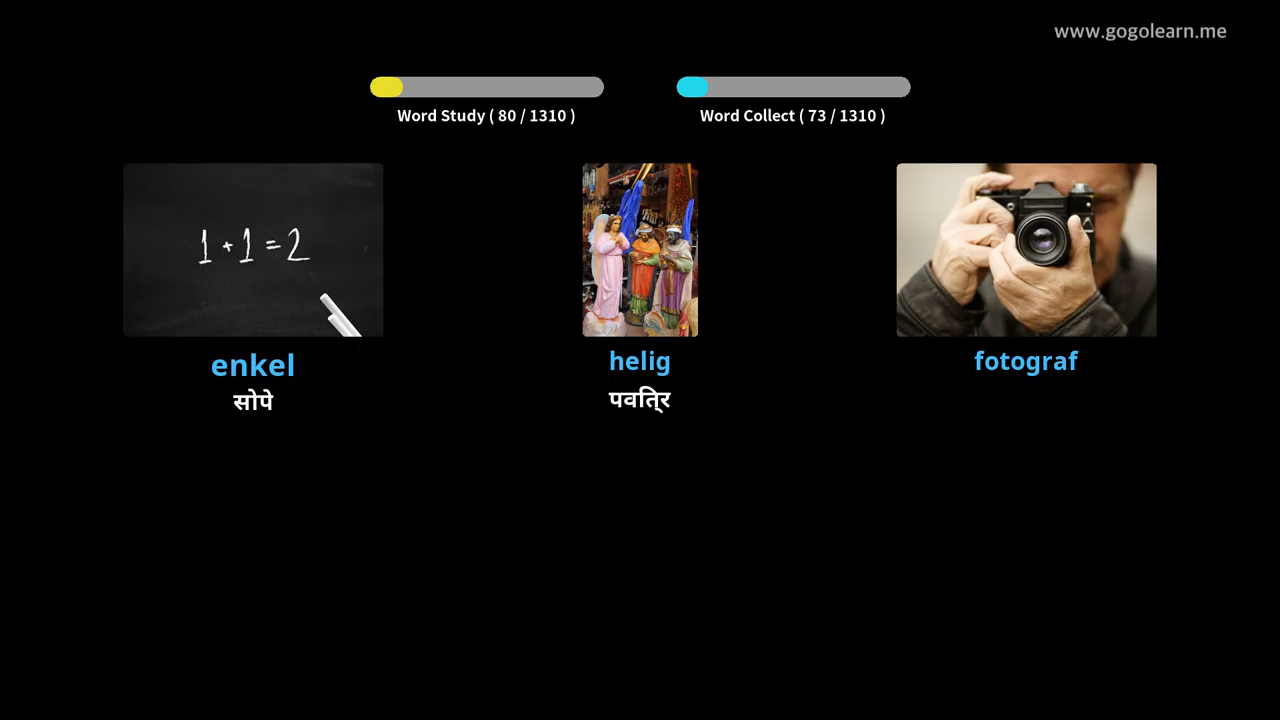 www.gogolearn.me
Word Study ( 80 / 1310 )
Word Collect ( 73 / 1310 )
1 + 1 = 2
enkel
helig
fotograf
सोपे
पवित्र